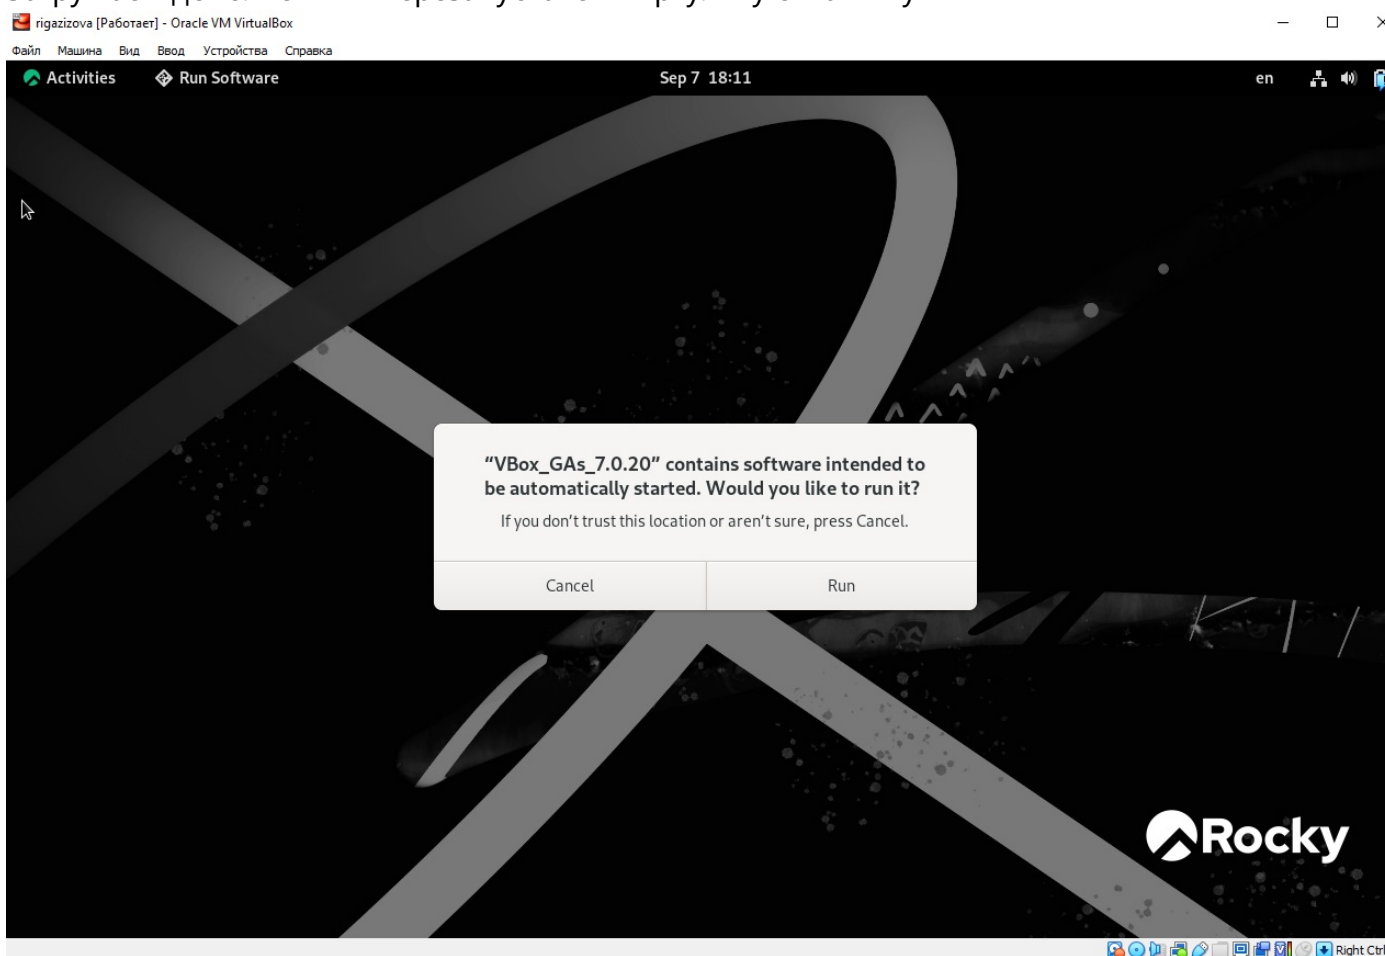 rigazizova [Работает] - Oracle VM VirtualBox
Файл Машина Вид Ввод Устройства Справка
Activities Run Software Sep 7 18:11 en
“VBox_GAs_7.0.20” contains software intended to
be automatically started. Would you like to run it?
If you don’t trust this location or aren’t sure, press Cancel.
Cancel Run
Rocky
Right Ctrl